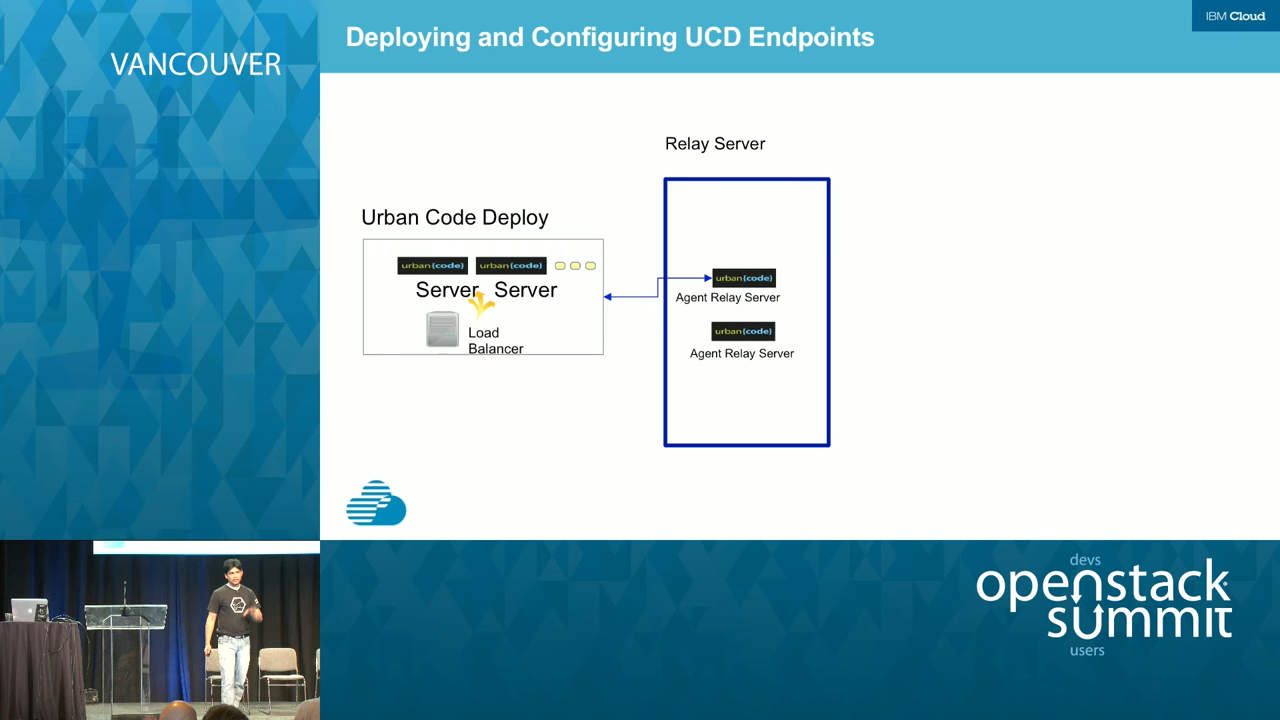 VANCOUVER
Deploying and Configuring UCD Endpoints
IBM Cloud
Relay Server
Urban Code Deploy
urban{code} urban{code}
Server Server
Load
Balancer
urban{code}
Agent Relay Server
urban{code}
Agent Relay Server
devs
openstack
summit
users